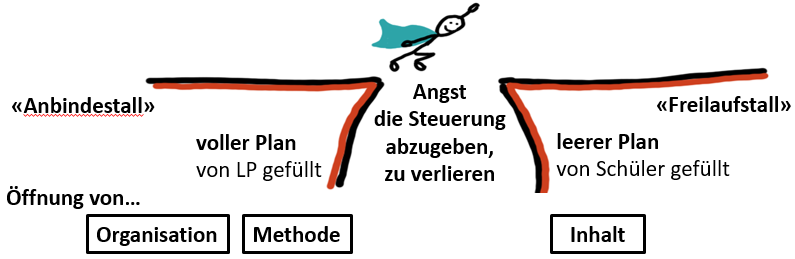 «Anbindestall»
voller Plan
von LP gefüllt
Angst
die Steuerung
abzugeben,
zu verlieren
«Freilaufstall»
leerer Plan
von Schüler gefüllt
Öffnung von...
Organisation
Methode
Inhalt